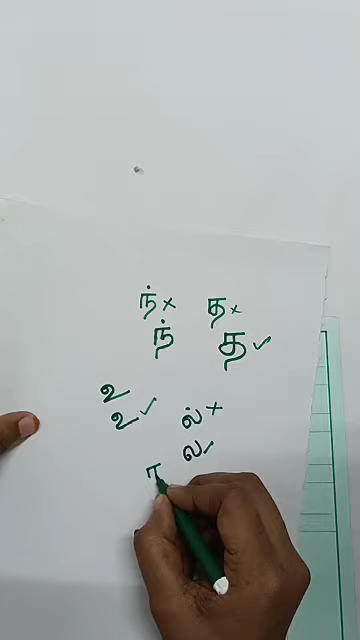 ந் × த ×
ந் த ✓
உ
உ ✓ ல் ×
ல ✓